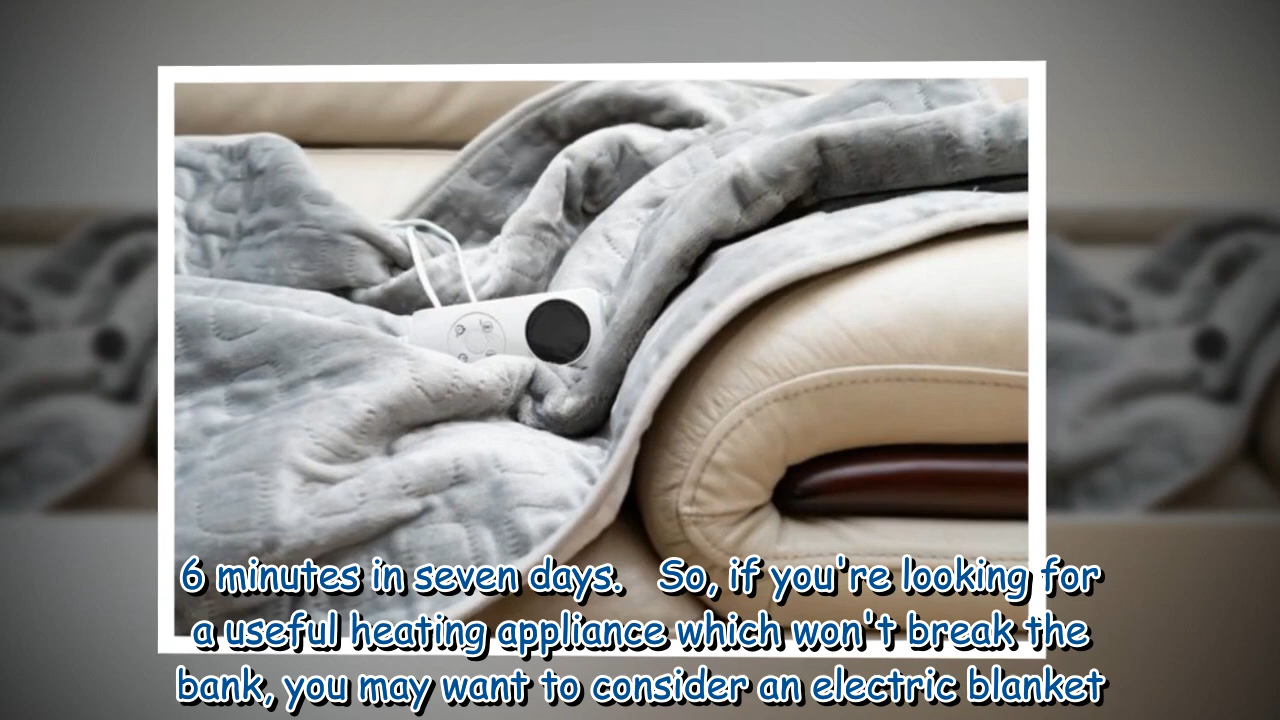 6 minutes in seven days.   So, if you're looking for
a useful heating appliance which won't break the
bank, you may want to consider an electric blanket